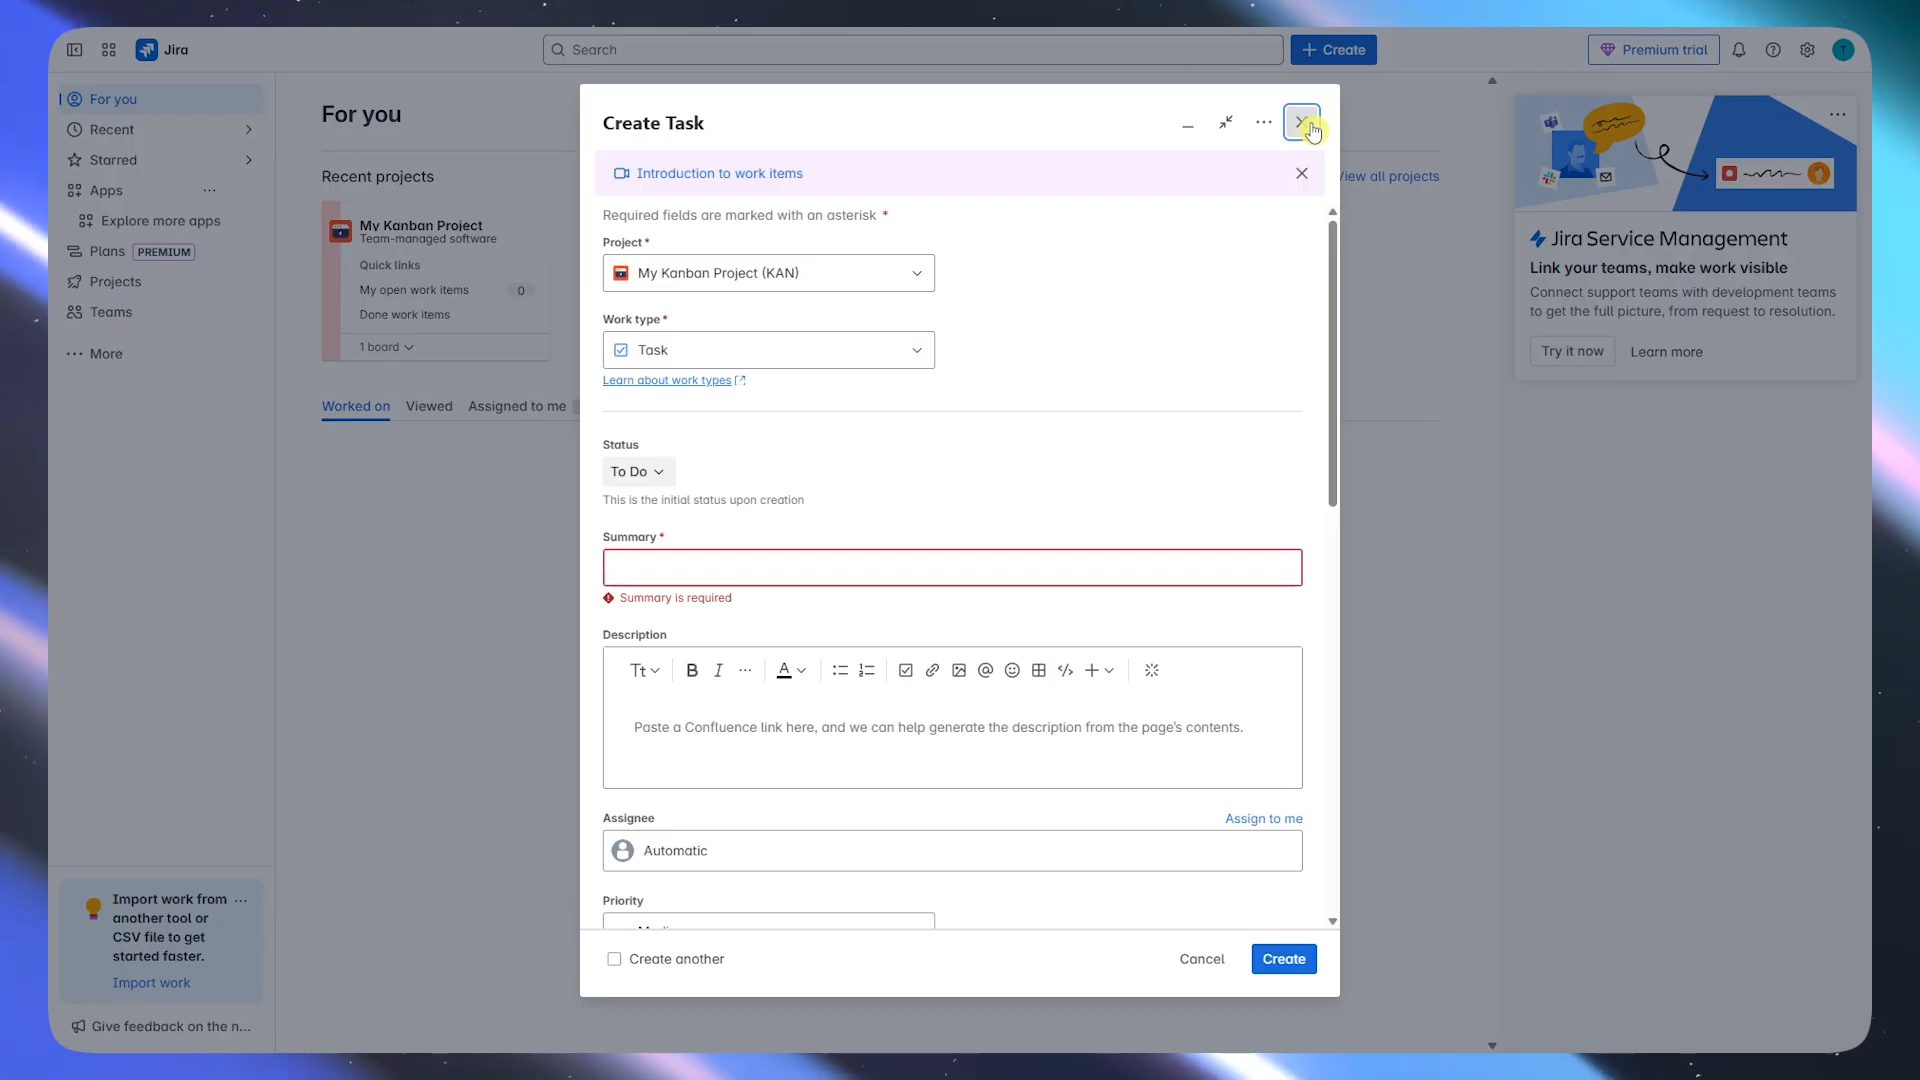 Jira
Search
Create
Premium trial
T
For you
Recent
Starred
Apps
Explore more apps
Plans PREMIUM
Projects
Teams
More
Import work from
another tool or
CSV file to get
started faster.
Import work
Give feedback on the n...
For you
Recent projects
View all projects
My Kanban Project
Team-managed software
Quick links
My open work items 0
Done work items
1 board
Worked on Viewed Assigned to me
Create Task
Introduction to work items
Required fields are marked with an asterisk *
Project *
My Kanban Project (KAN)
Work type *
Task
Learn about work types
Status
To Do
This is the initial status upon creation
Summary *
Summary is required
Description
Tt B I A
Paste a Confluence link here, and we can help generate the description from the page's contents.
Assignee
Assign to me
Automatic
Priority
Create another
Cancel
Create
Jira Service Management
Link your teams, make work visible
Connect support teams with development teams
to get the full picture, from request to resolution.
Try it now
Learn more